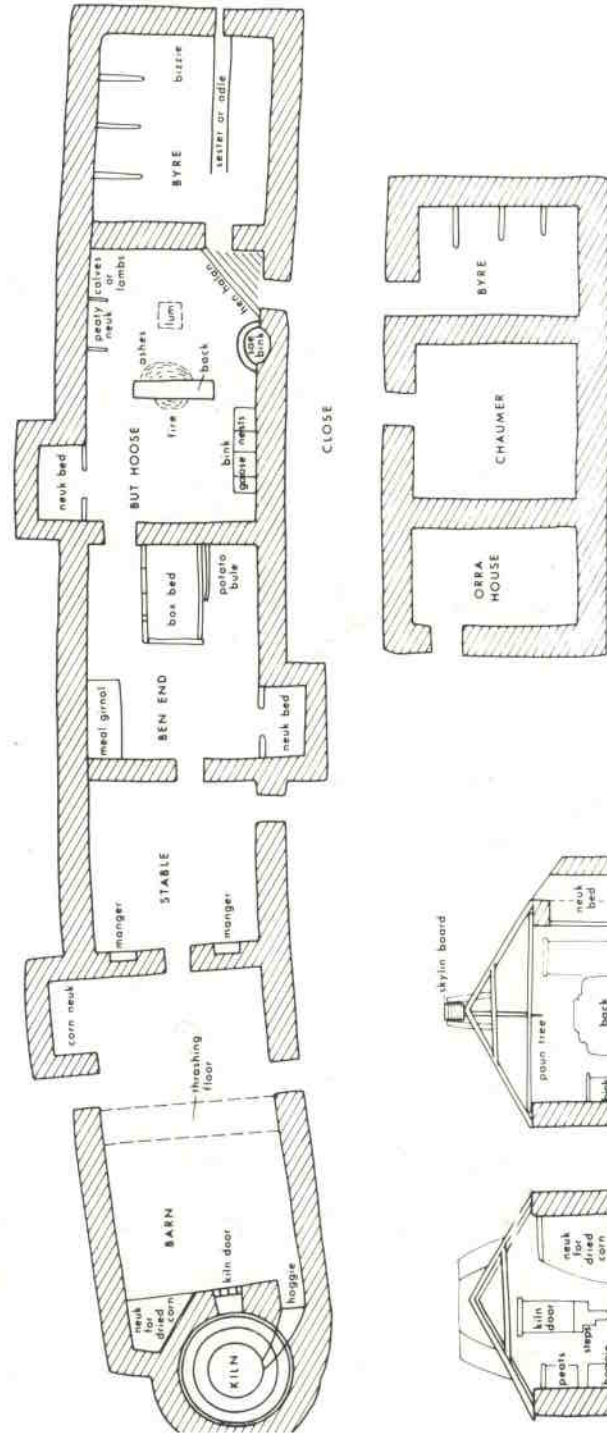 BYRE
bizzie
sester or adle
calves
or
lambs
peaty
neuk
hen halan
lum
ashes
fire
back
sae
bink
BUT HOOSE
neuk bed
bink
goose nests
box bed
potato
bule
BEN END
meal girnal
neuk bed
STABLE
manger
manger
corn neuk
thrashing
floor
BARN
kiln door
hoggie
neuk
for
dried
corn
KILN
CLOSE
BYRE
CHAUMER
ORRA
HOUSE
skylin board
paun tree
neuk
bed
back
neuk
for
dried
corn
kiln
door
steps
peats